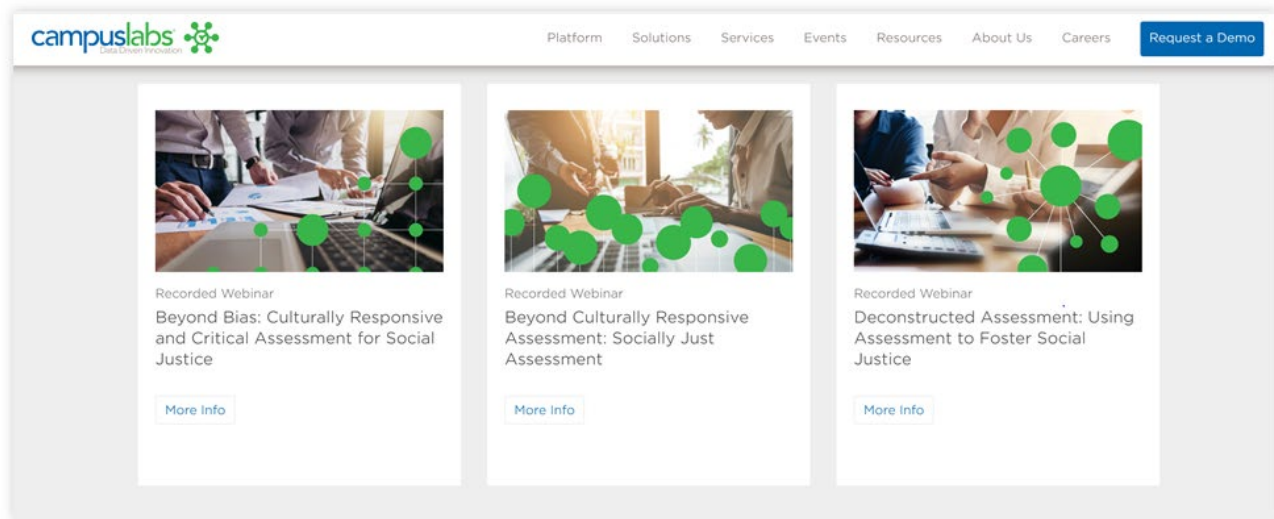 campuslabs
Data Driven Innovation
Platform Solutions Services Events Resources About Us Careers Request a Demo
Recorded Webinar
Beyond Bias: Culturally Responsive
and Critical Assessment for Social
Justice
More Info
Recorded Webinar
Beyond Culturally Responsive
Assessment: Socially Just
Assessment
More Info
Recorded Webinar
Deconstructed Assessment: Using
Assessment to Foster Social
Justice
More Info